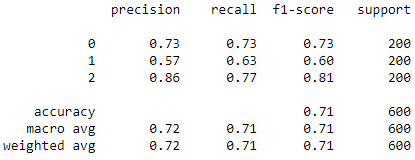 precision recall f1-score support
0 0.73 0.73 0.73 200
1 0.57 0.63 0.60 200
2 0.86 0.77 0.81 200
accuracy 0.71 600
macro avg 0.72 0.71 0.71 600
weighted avg 0.72 0.71 0.71 600